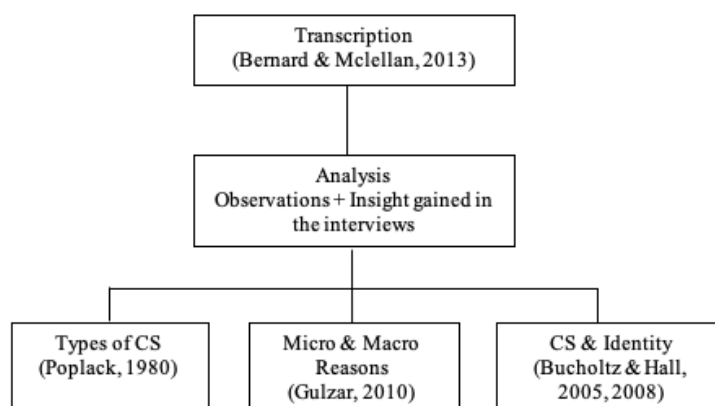 Transcription
(Bernard & Mclellan, 2013)
Analysis
Observations + Insight gained in
the interviews
Types of CS
(Poplack, 1980)
Micro & Macro
Reasons
(Gulzar, 2010)
CS & Identity
(Bucholtz & Hall,
2005, 2008)